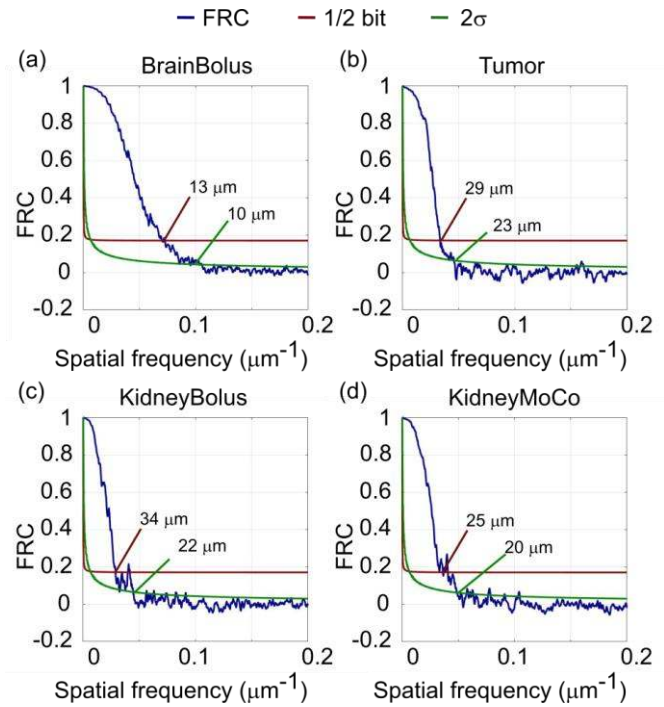 FRC 1/2 bit 2σ
(a) BrainBolus
1
0.8
0.6
0.4
0.2
0
-0.2
FRC
13 μm
10 μm
0 0.1 0.2
Spatial frequency (μm⁻¹)
(b) Tumor
1
0.8
0.6
0.4
0.2
0
-0.2
FRC
29 μm
23 μm
0 0.1 0.2
Spatial frequency (μm⁻¹)
(c) KidneyBolus
1
0.8
0.6
0.4
0.2
0
-0.2
FRC
34 μm
22 μm
0 0.1 0.2
Spatial frequency (μm⁻¹)
(d) KidneyMoCo
1
0.8
0.6
0.4
0.2
0
-0.2
FRC
25 μm
20 μm
0 0.1 0.2
Spatial frequency (μm⁻¹)